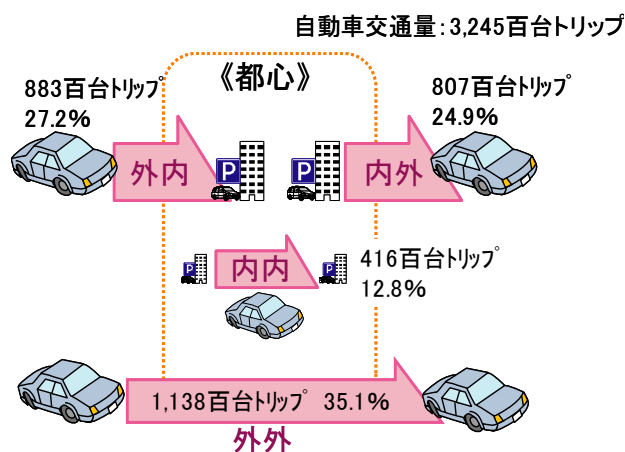 自動車交通量：3,245百台トリップ
《都心》
883百台トリップ
27.2%
807百台トリップ
24.9%
外内
P
P
内外
P
内内
P
416百台トリップ
12.8%
1,138百台トリップ 35.1%
外外